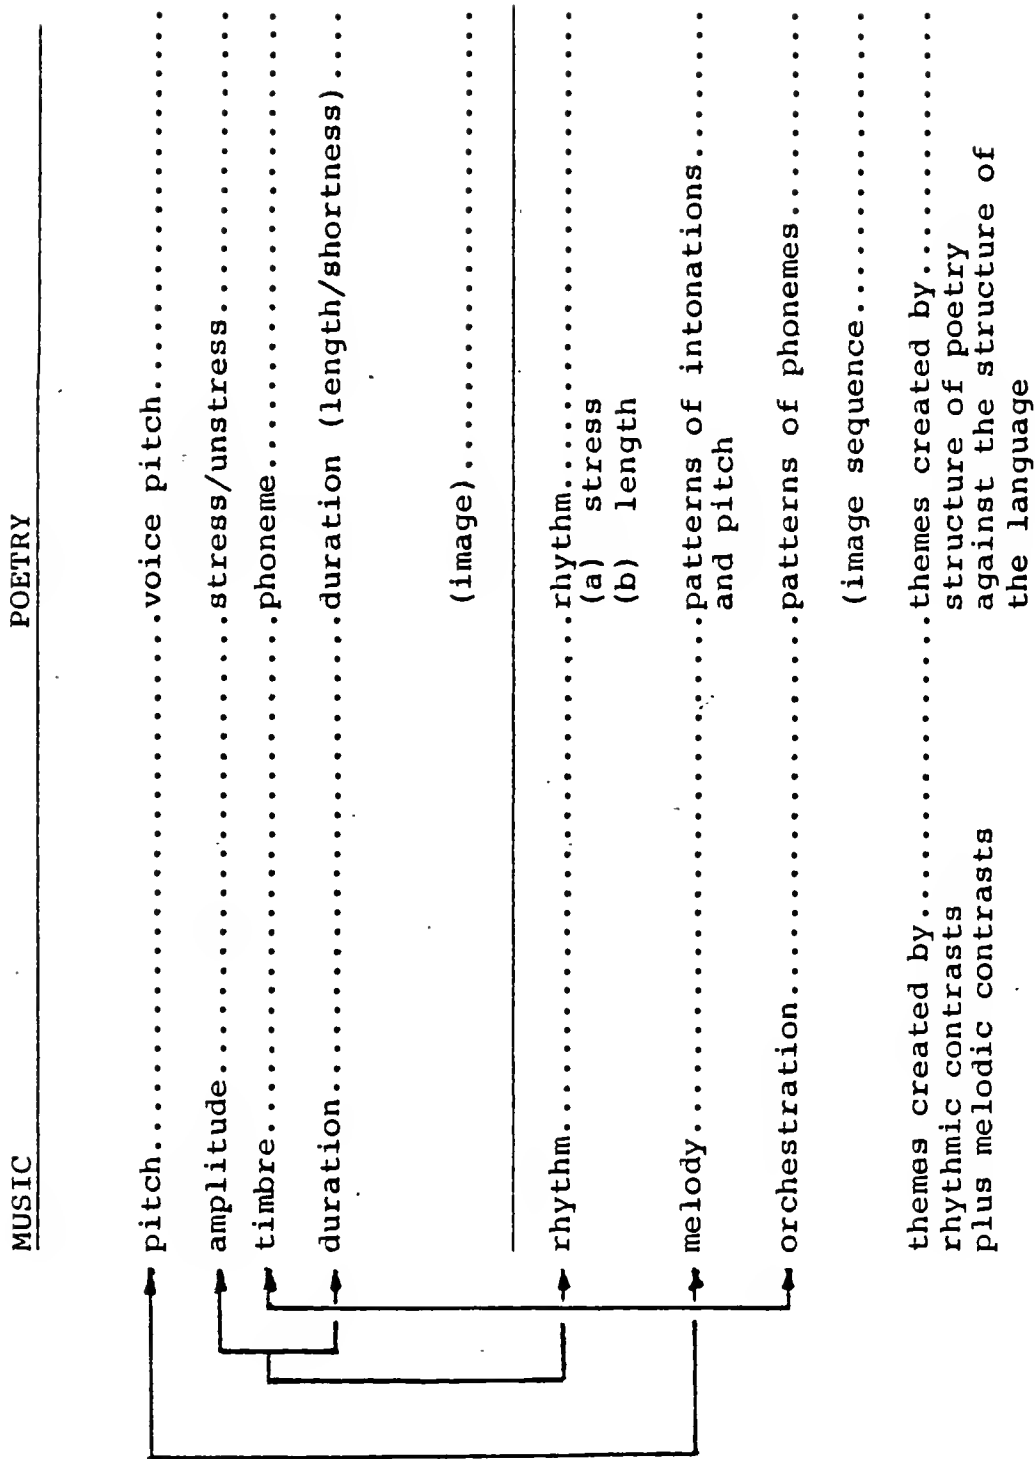 MUSIC POETRY
pitch..............................voice pitch..............................
amplitude..............................stress/unstress..............................
timbre..............................phoneme..............................
duration..............................duration (length/shortness)....
(image)..............................
rhythm..............................rhythm..............................
(a) stress
(b) length
melody..............................patterns of intonations........
and pitch
orchestration....................patterns of phonemes............
(image sequence................
themes created by....................themes created by................
rhythmic contrasts structure of poetry
plus melodic contrasts against the structure of
the language